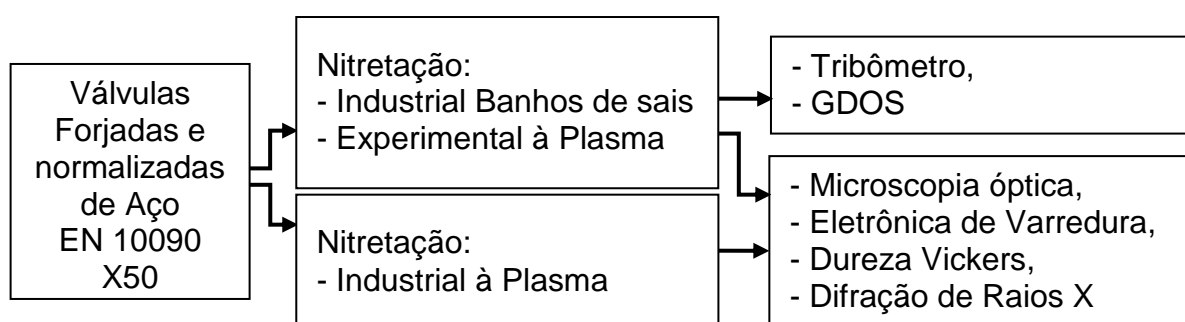 Válvulas
Forjadas e
normalizadas
de Aço
EN 10090
X50
Nitretação:
- Industrial Banhos de sais
- Experimental à Plasma
Nitretação:
- Industrial à Plasma
- Tribômetro,
- GDOS
- Microscopia óptica,
- Eletrônica de Varredura,
- Dureza Vickers,
- Difração de Raios X